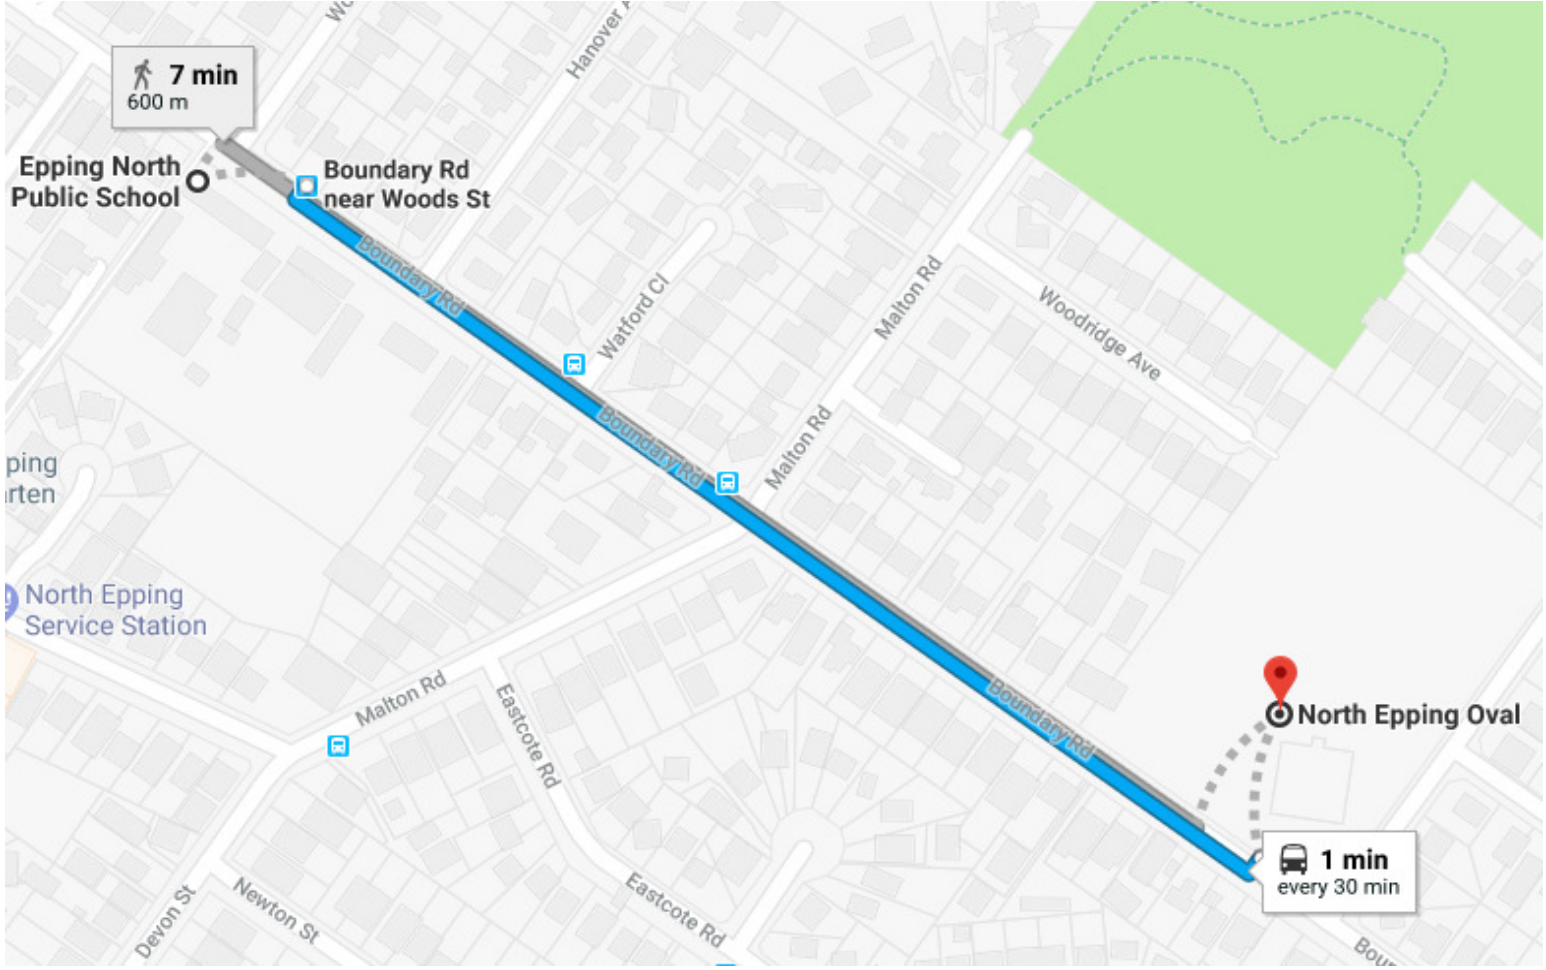 Wo
Hanover A
7 min
600 m
Epping North
Public School
Boundary Rd
near Woods St
Boundary Rd
Watford Cl
Malton Rd
Woodridge Ave
Boundary Rd
Malton Rd
ping
rten
North Epping
Service Station
Malton Rd
Eastcote Rd
Boundary Rd
North Epping Oval
1 min
every 30 min
Devon St
Newton St
Eastcote Rd
Boun